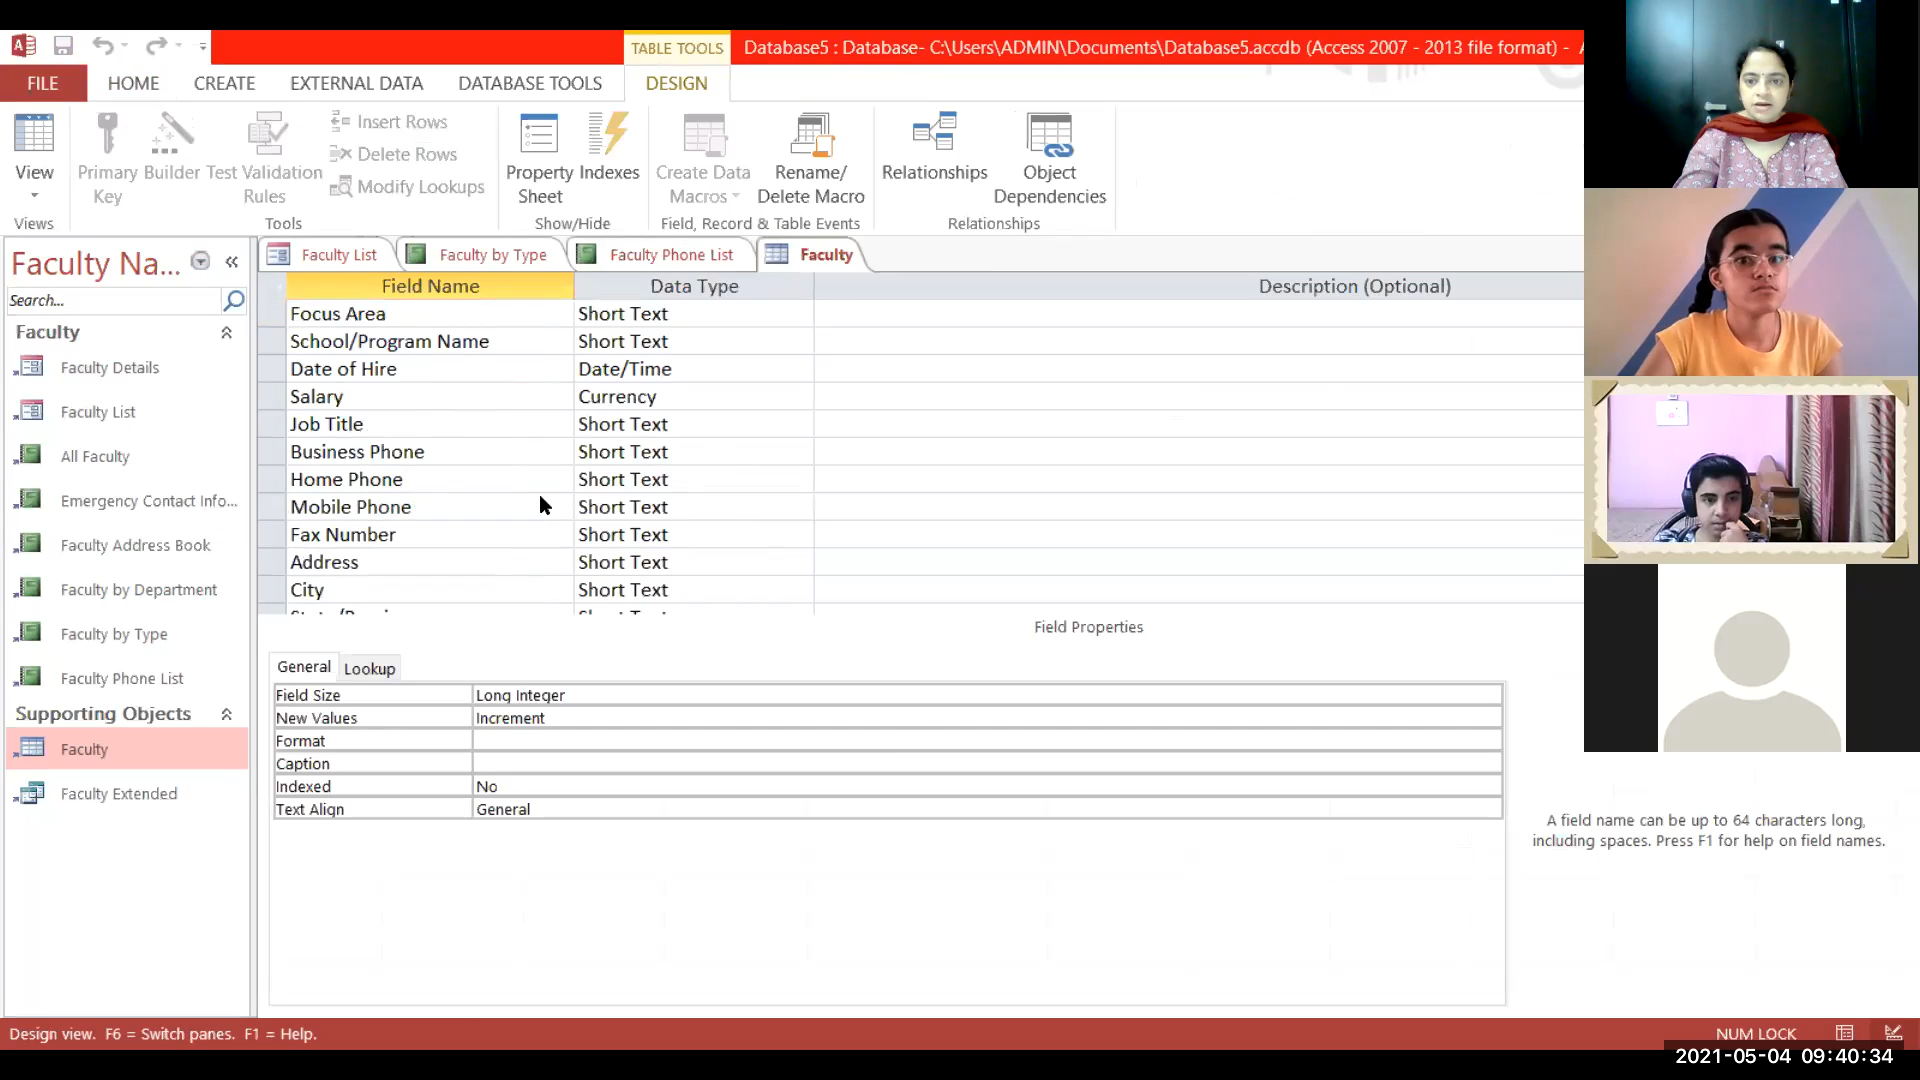 TABLE TOOLS
Database5 : Database- C:\Users\ADMIN\Documents\Database5.accdb (Access 2007 - 2013 file format) -
FILE HOME CREATE EXTERNAL DATA DATABASE TOOLS DESIGN
View
Primary Key
Builder
Test Validation Rules
Insert Rows
Delete Rows
Modify Lookups
Property Sheet
Indexes
Create Data Macros
Rename/ Delete Macro
Relationships
Object Dependencies
Views Tools Show/Hide Field, Record & Table Events Relationships
Faculty Na...
Search...
Faculty
Faculty Details
Faculty List
All Faculty
Emergency Contact Info...
Faculty Address Book
Faculty by Department
Faculty by Type
Faculty Phone List
Supporting Objects
Faculty
Faculty Extended
Faculty List Faculty by Type Faculty Phone List Faculty
Field Name Data Type Description (Optional)
Focus Area Short Text
School/Program Name Short Text
Date of Hire Date/Time
Salary Currency
Job Title Short Text
Business Phone Short Text
Home Phone Short Text
Mobile Phone Short Text
Fax Number Short Text
Address Short Text
City Short Text
Field Properties
General Lookup
Field Size Long Integer
New Values Increment
Format
Caption
Indexed No
Text Align General
A field name can be up to 64 characters long,
including spaces. Press F1 for help on field names.
Design view. F6 = Switch panes. F1 = Help.
NUM LOCK
2021-05-04 09:40:34